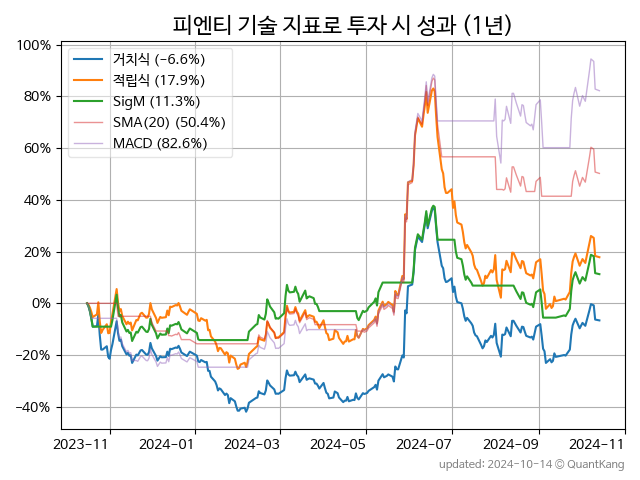 피엔티 기술 지표로 투자 시 성과 (1년)
100%
80%
60%
40%
20%
0%
−20%
−40%
거치식 (-6.6%)
적립식 (17.9%)
SigM (11.3%)
SMA(20) (50.4%)
MACD (82.6%)
2023-11
2024-01
2024-03
2024-05
2024-07
2024-09
2024-11
updated: 2024-10-14 © QuantKang